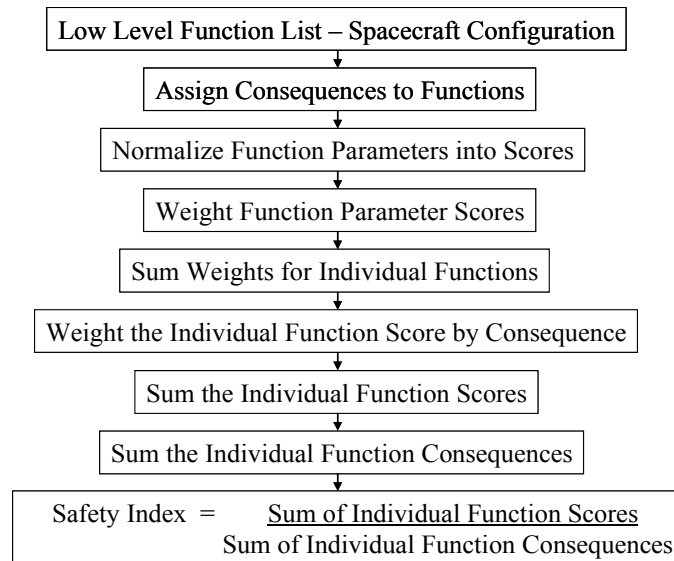 Low Level Function List – Spacecraft Configuration
Assign Consequences to Functions
Normalize Function Parameters into Scores
Weight Function Parameter Scores
Sum Weights for Individual Functions
Weight the Individual Function Score by Consequence
Sum the Individual Function Scores
Sum the Individual Function Consequences
Safety Index = Sum of Individual Function Scores
Sum of Individual Function Consequences